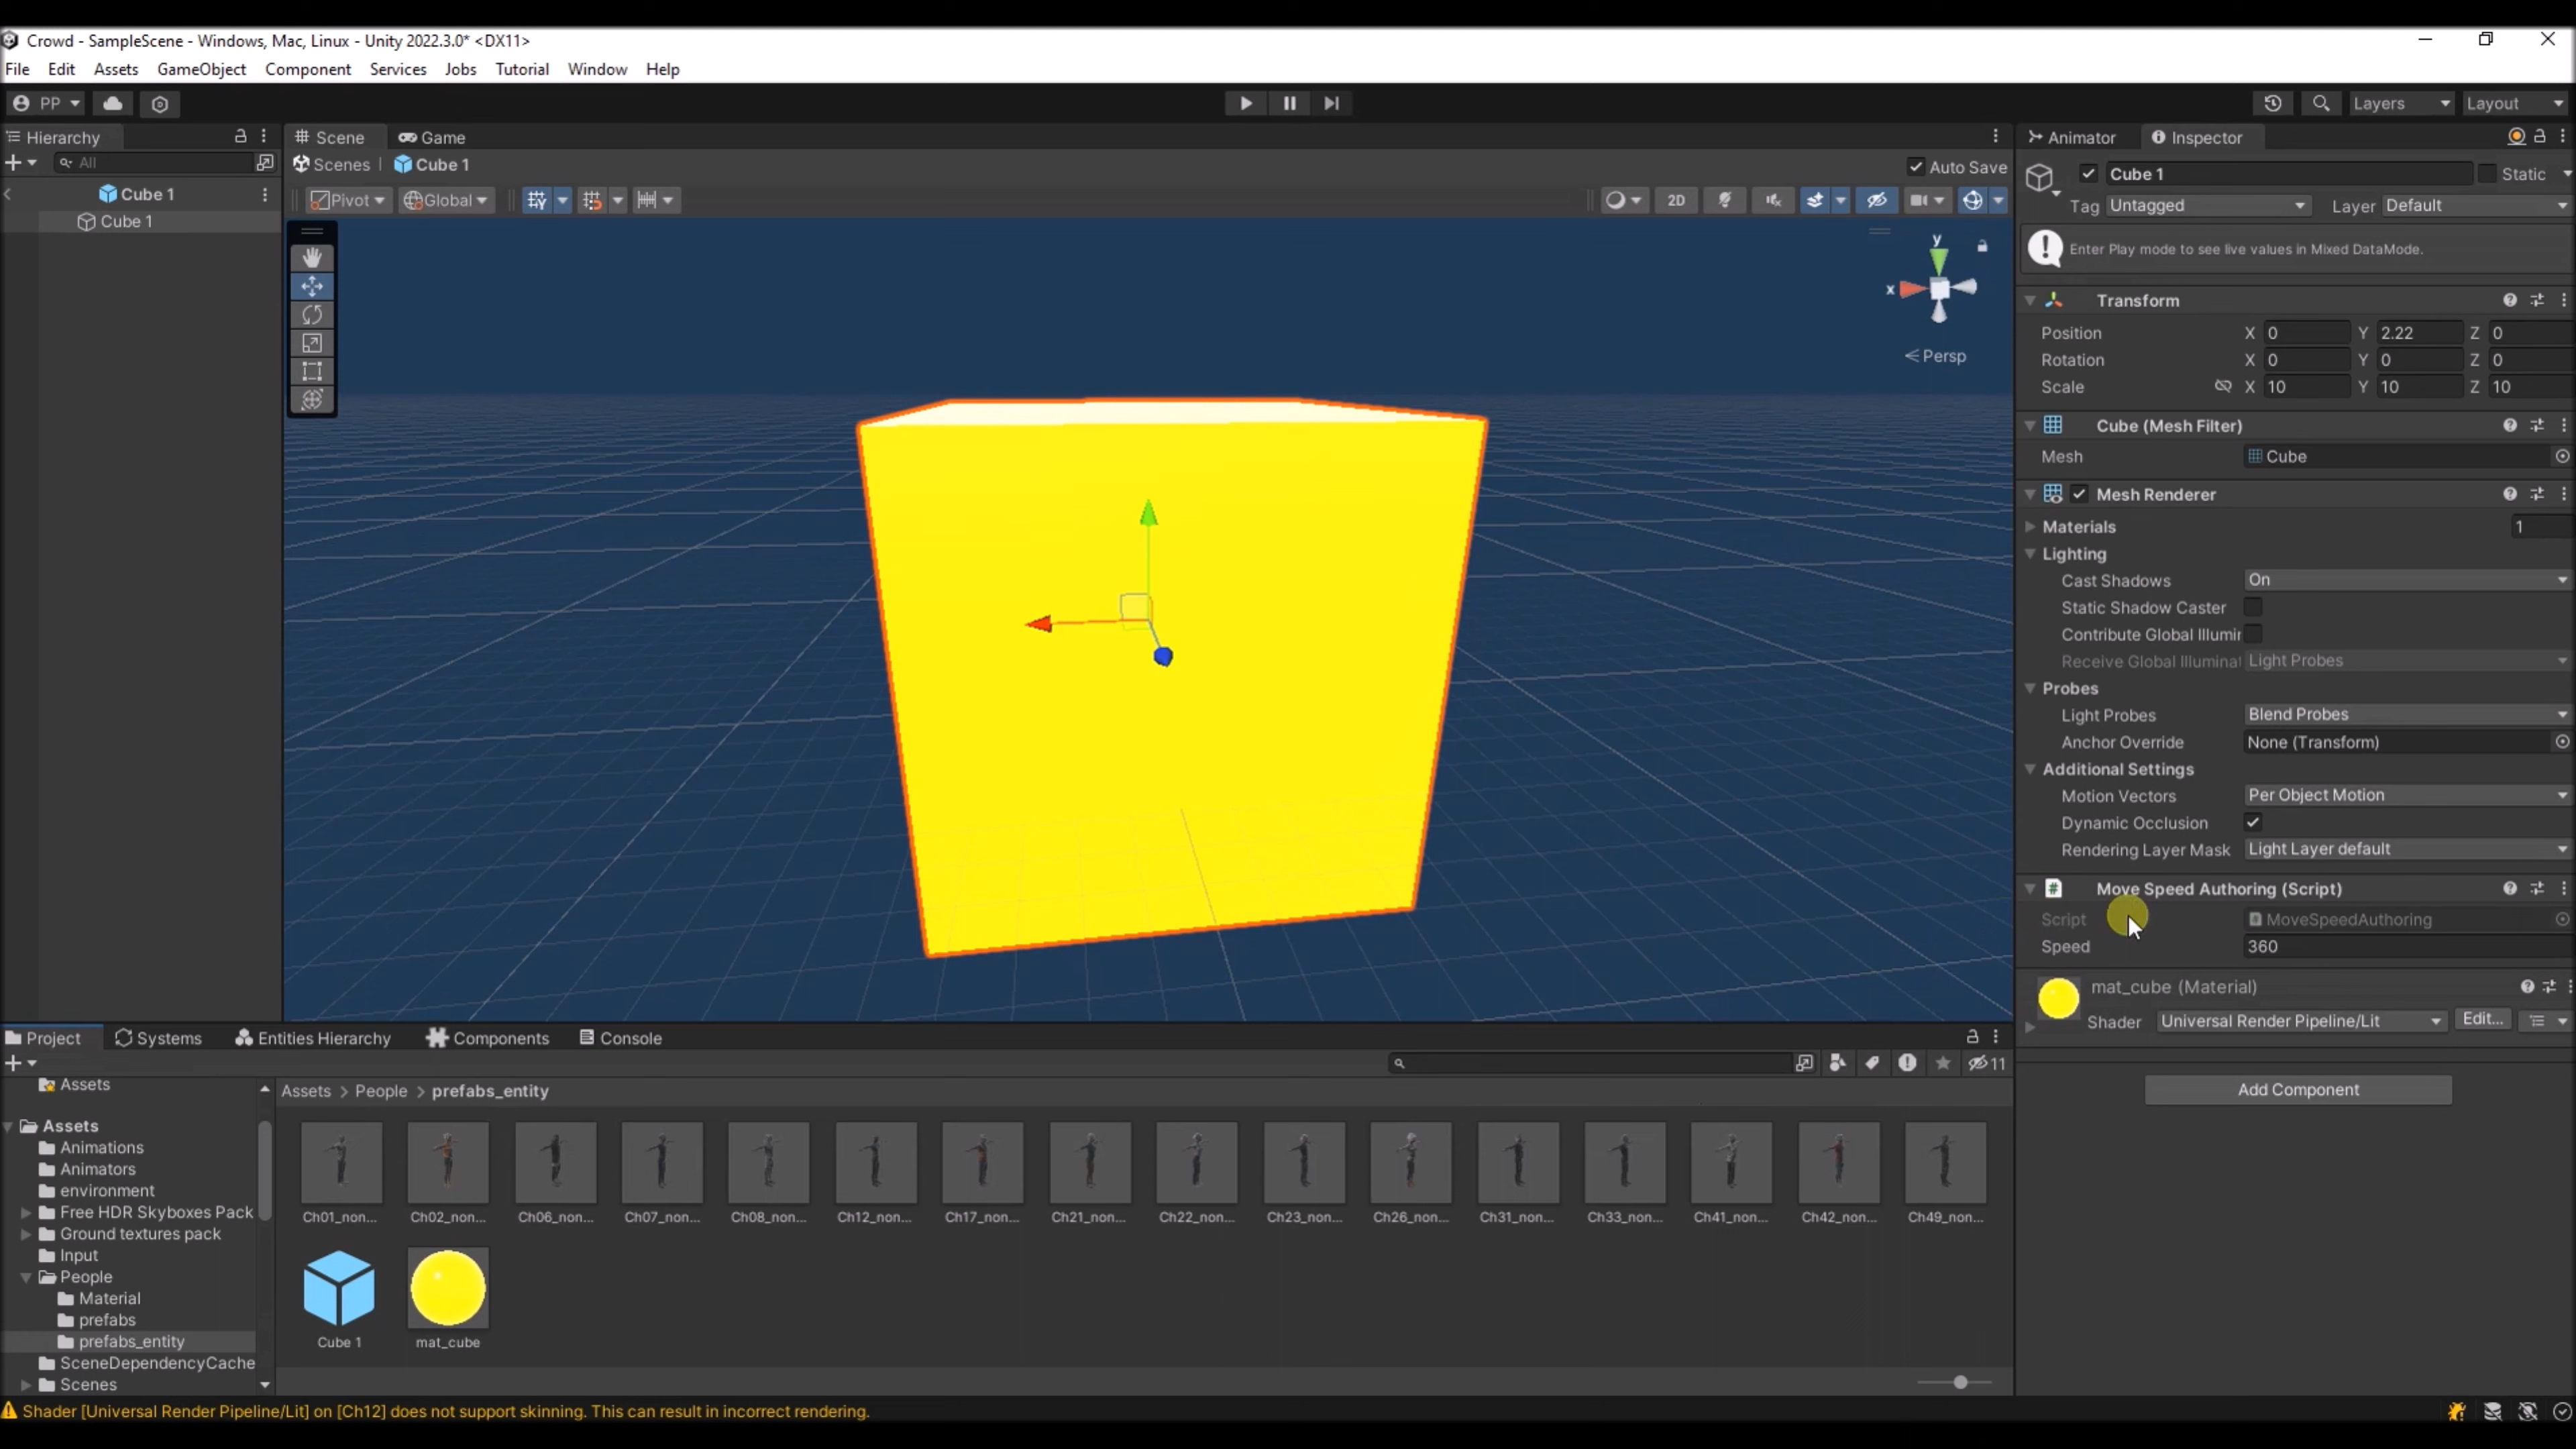 Crowd - SampleScene - Windows, Mac, Linux - Unity 2022.3.0* <DX11>
File Edit Assets GameObject Component Services Jobs Tutorial Window Help
PP Layers Layout
Hierarchy Scene Game Animator Inspector
All Scenes Cube 1 Auto Save Cube 1 Static
Cube 1 Pivot Global 2D Tag Untagged Layer Default
Cube 1
Enter Play mode to see live values in Mixed DataMode.
y
x
Persp
Transform
Position X 0 Y 2.22 Z 0
Rotation X 0 Y 0 Z 0
Scale X 10 Y 10 Z 10
Cube (Mesh Filter)
Mesh Cube
Mesh Renderer
Materials 1
Lighting
Cast Shadows On
Static Shadow Caster
Contribute Global Illumir
Receive Global Illuminat Light Probes
Probes
Light Probes Blend Probes
Anchor Override None (Transform)
Additional Settings
Motion Vectors Per Object Motion
Dynamic Occlusion
Rendering Layer Mask Light Layer default
# Move Speed Authoring (Script)
Script MoveSpeedAuthoring
Speed 360
mat_cube (Material)
Shader Universal Render Pipeline/Lit Edit...
Add Component
Project Systems Entities Hierarchy Components Console
11
Assets Assets > People > prefabs_entity
Assets
Animations
Animators
environment
Free HDR Skyboxes Pack
Ground textures pack
Input
People
Material
prefabs
prefabs_entity
SceneDependencyCache
Scenes
Ch01_non... Ch02_non... Ch06_non... Ch07_non... Ch08_non... Ch12_non... Ch17_non... Ch21_non... Ch22_non... Ch23_non... Ch26_non... Ch31_non... Ch33_non... Ch41_non... Ch42_non... Ch49_non...
Cube 1 mat_cube
Shader [Universal Render Pipeline/Lit] on [Ch12] does not support skinning. This can result in incorrect rendering.